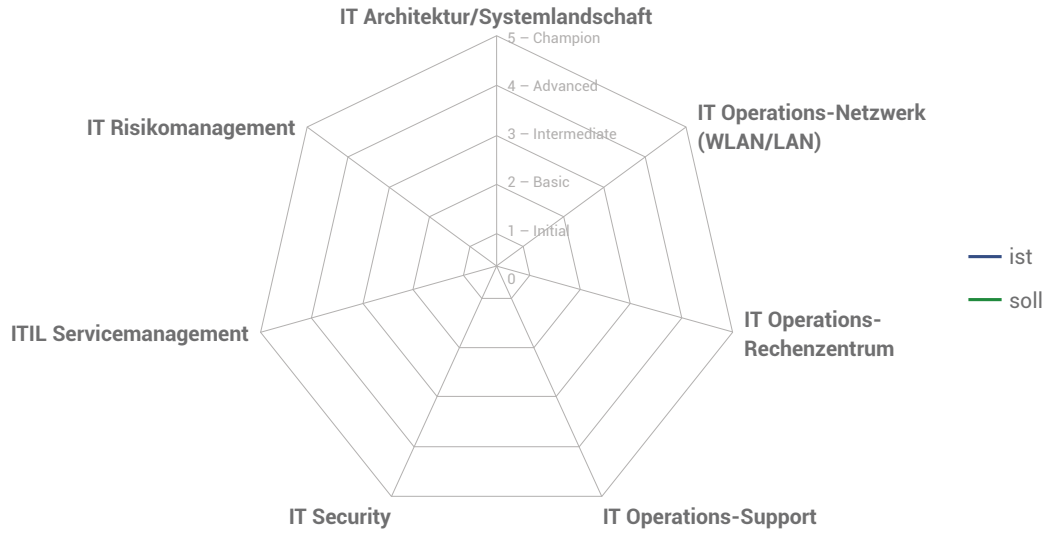 IT Architektur/Systemlandschaft
5 – Champion
4 – Advanced
IT Operations-Netzwerk
(WLAN/LAN)
IT Risikomanagement
3 – Intermediate
2 – Basic
1 – Initial
0
ist
soll
IT Operations-
Rechenzentrum
ITIL Servicemanagement
IT Security
IT Operations-Support